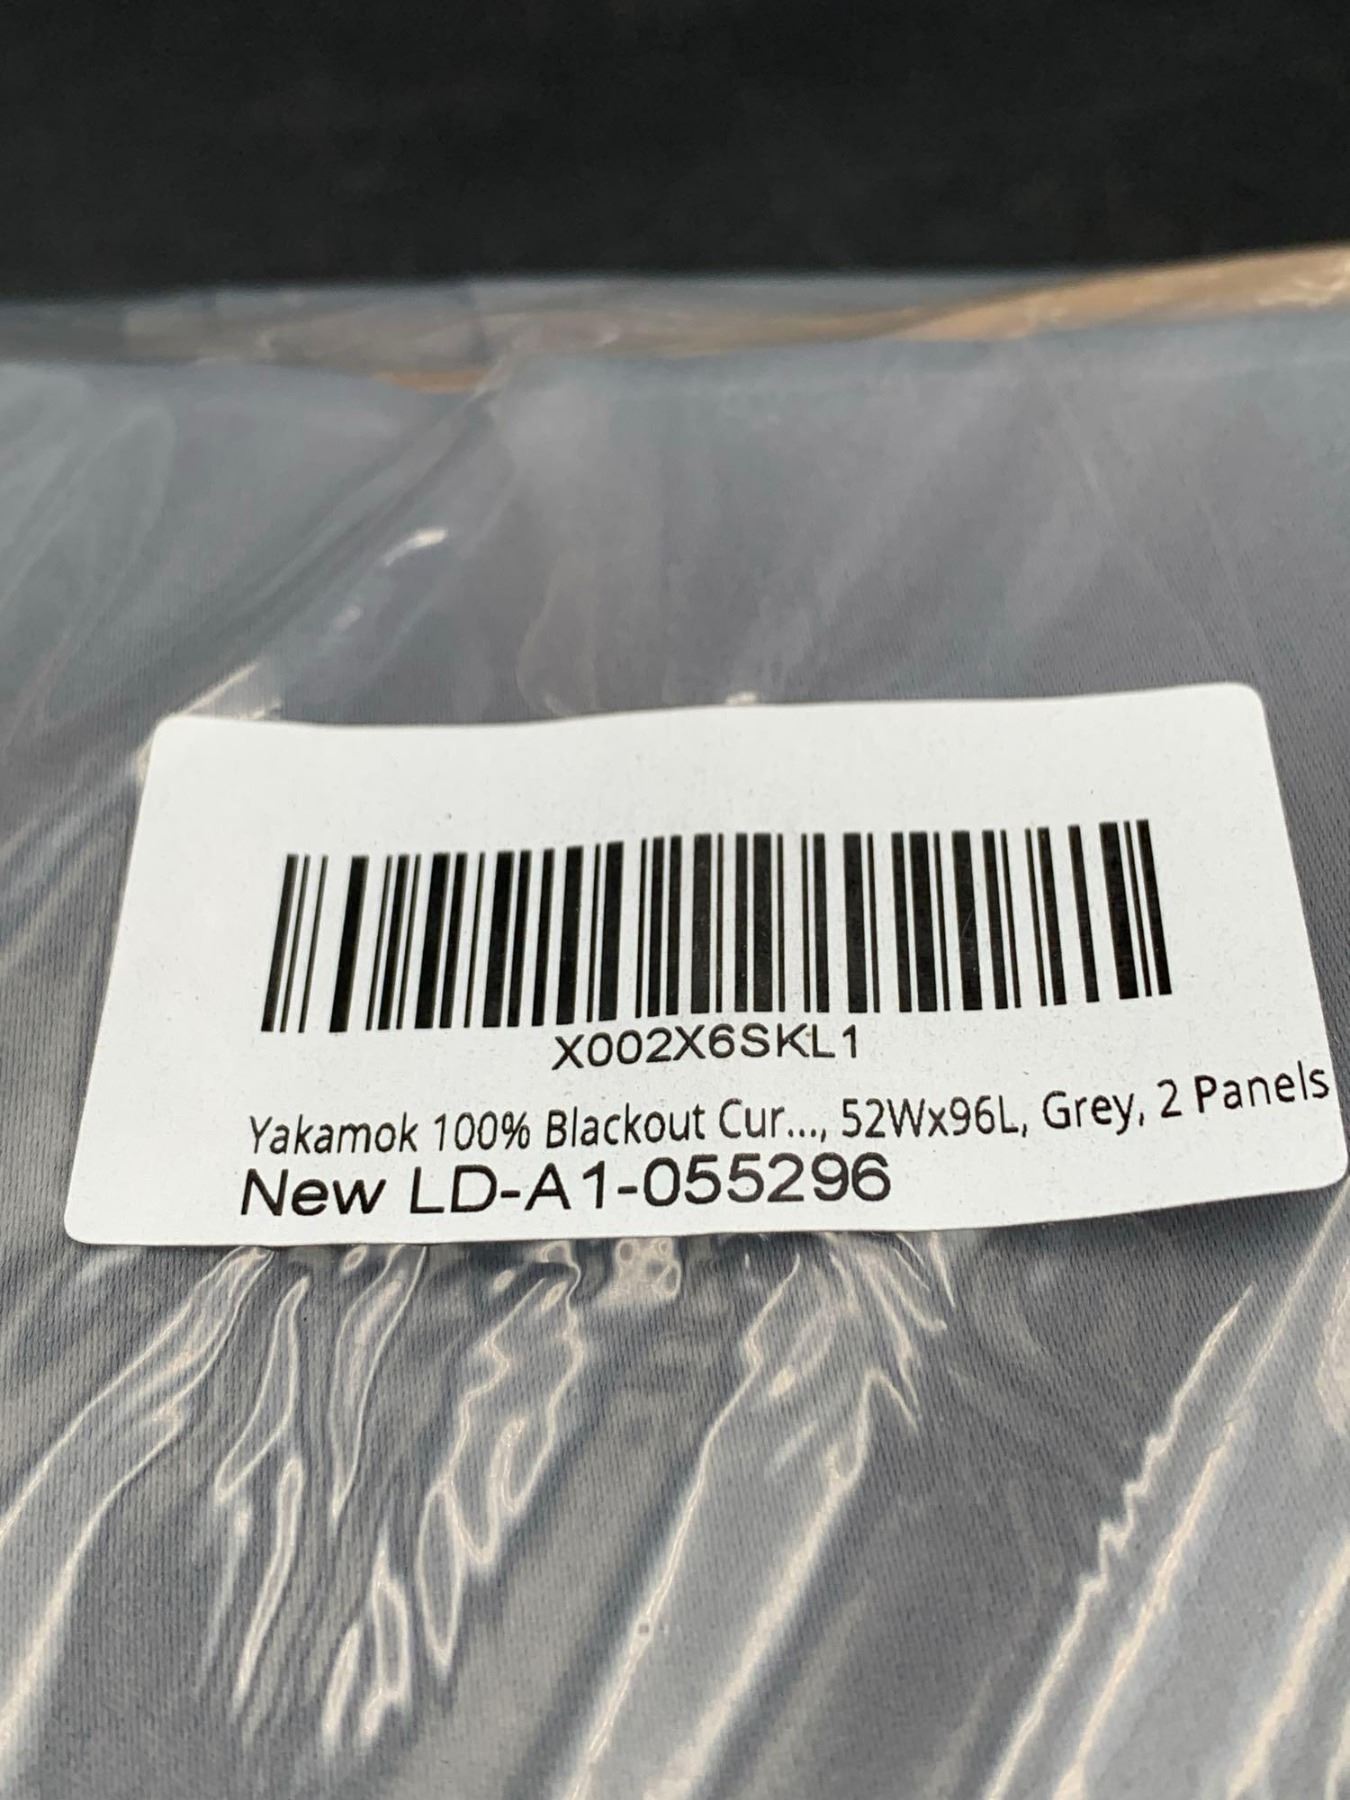 X002X6SKL1
Yakamok 100% Blackout Cur..., 52Wx96L, Grey, 2 Panels
New LD-A1-055296